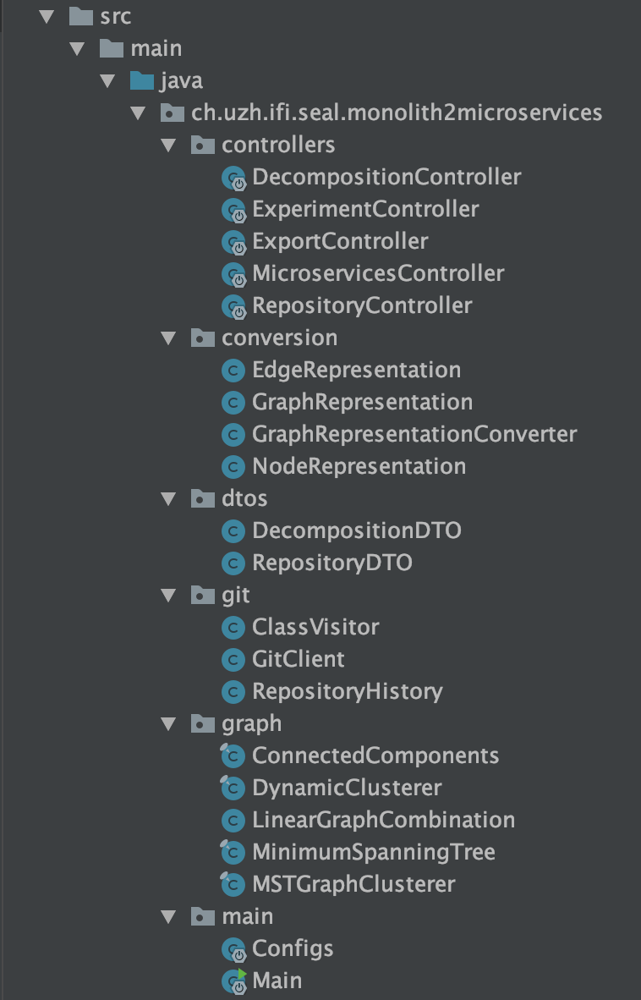 src
main
java
ch.uzh.ifi.seal.monolith2microservices
controllers
DecompositionController
ExperimentController
ExportController
MicroservicesController
RepositoryController
conversion
EdgeRepresentation
GraphRepresentation
GraphRepresentationConverter
NodeRepresentation
dtos
DecompositionDTO
RepositoryDTO
git
ClassVisitor
GitClient
RepositoryHistory
graph
ConnectedComponents
DynamicClusterer
LinearGraphCombination
MinimumSpanningTree
MSTGraphClusterer
main
Configs
Main